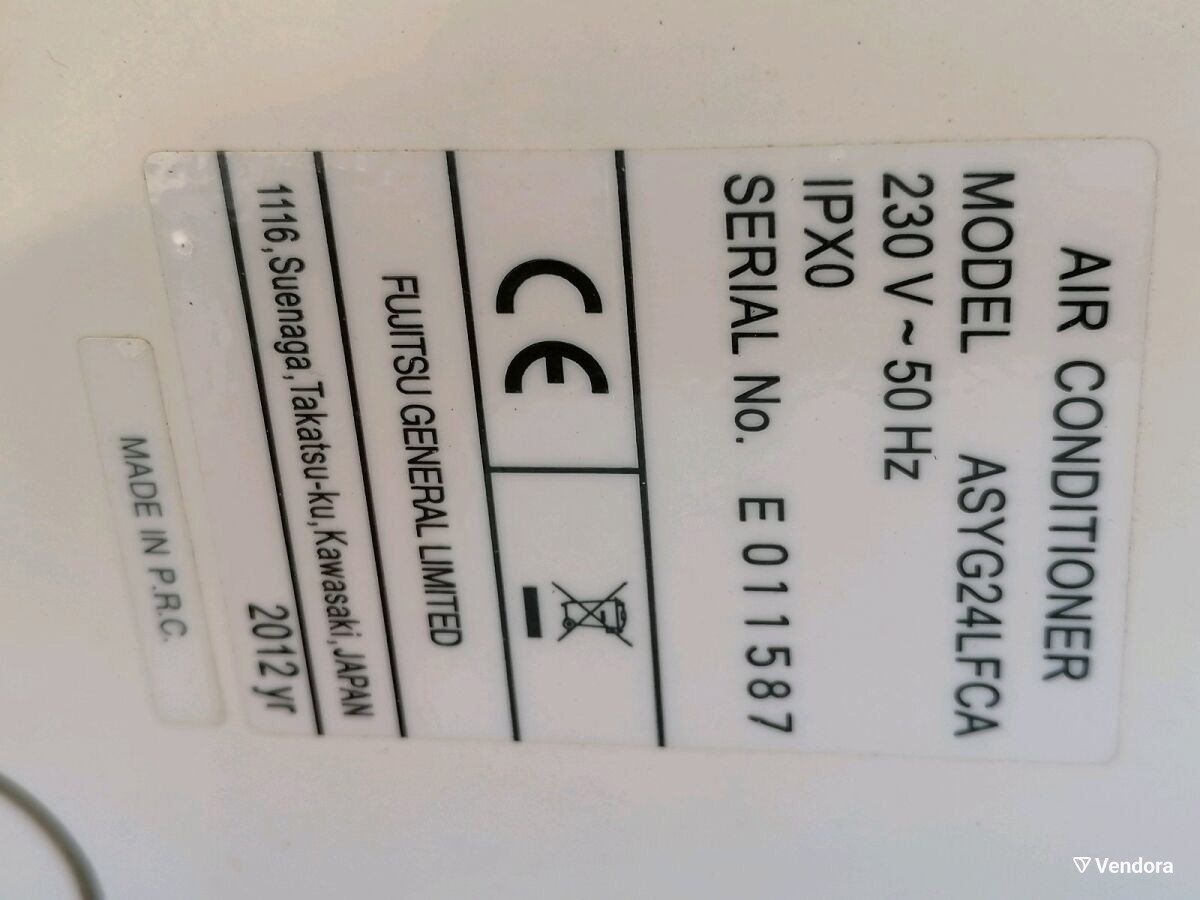 AIR CONDITIONER
MODEL ASYG24LFCA
230 V ~ 50 Hz
IPX0
SERIAL No. E011587
CE
FUJITSU GENERAL LIMITED
1116, Suenaga, Takatsu-ku, Kawasaki, JAPAN
2012 yr
MADE IN P.R.C.
Vendora